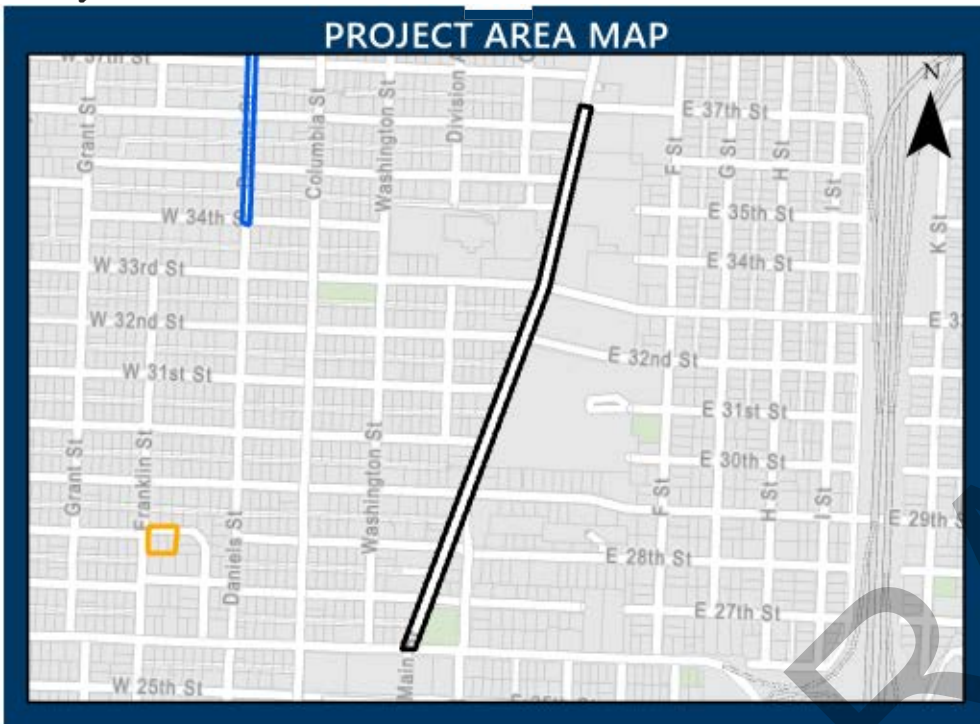 PROJECT AREA MAP
W 37th St
N
E 37th St
Grant St
Columbia St
Washington St
Division
F St
G St
H St
I St
K St
W 34th St
E 35th St
E 34th St
W 33rd St
W 32nd St
E 32nd St
W 31st St
E 31st St
E 30th St
Grant St
Franklin St
Washington St
F St
H St
I St
E 29th S
Daniels St
E 28th St
E 27th St
Main
W 25th St